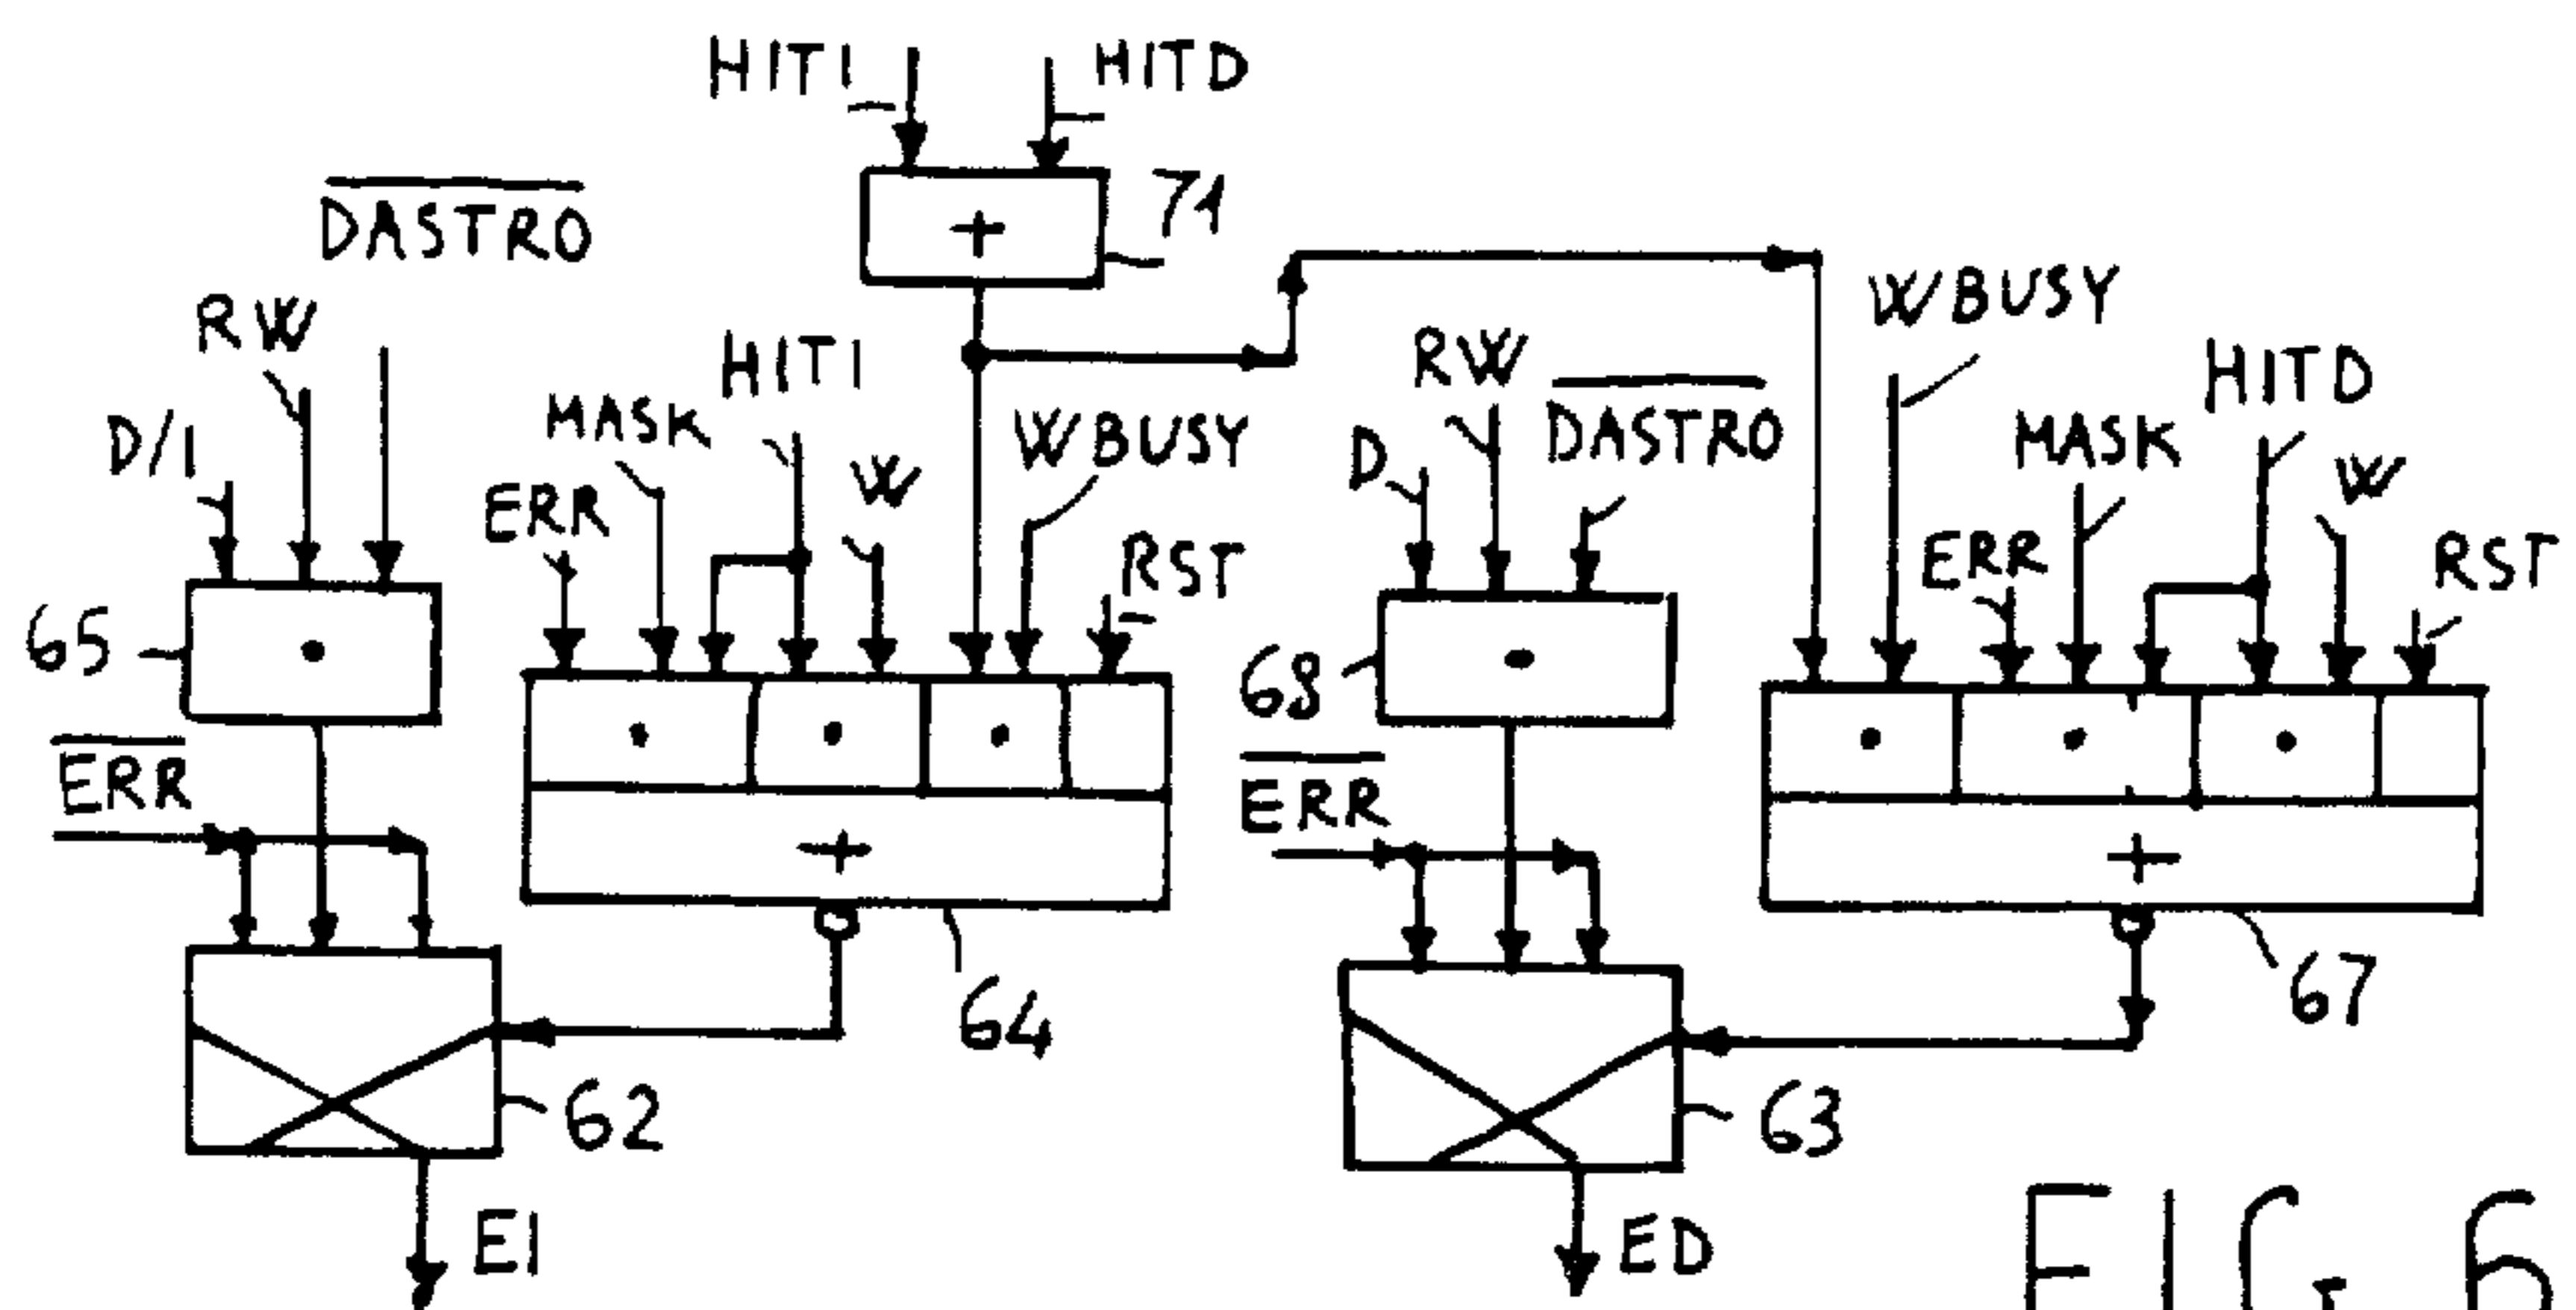 HITI HITD
DASTRO
71
RW
WBUSY
HITI
RW
HITD
D/I
MASK
WBUSY
D
DASTRO
MASK
ERR
W
W
RST
ERR
RST
+
65
•
68
•
ERR
• • •
ERR
• • •
+
+
64
67
62
63
EI
ED
FIG. 6